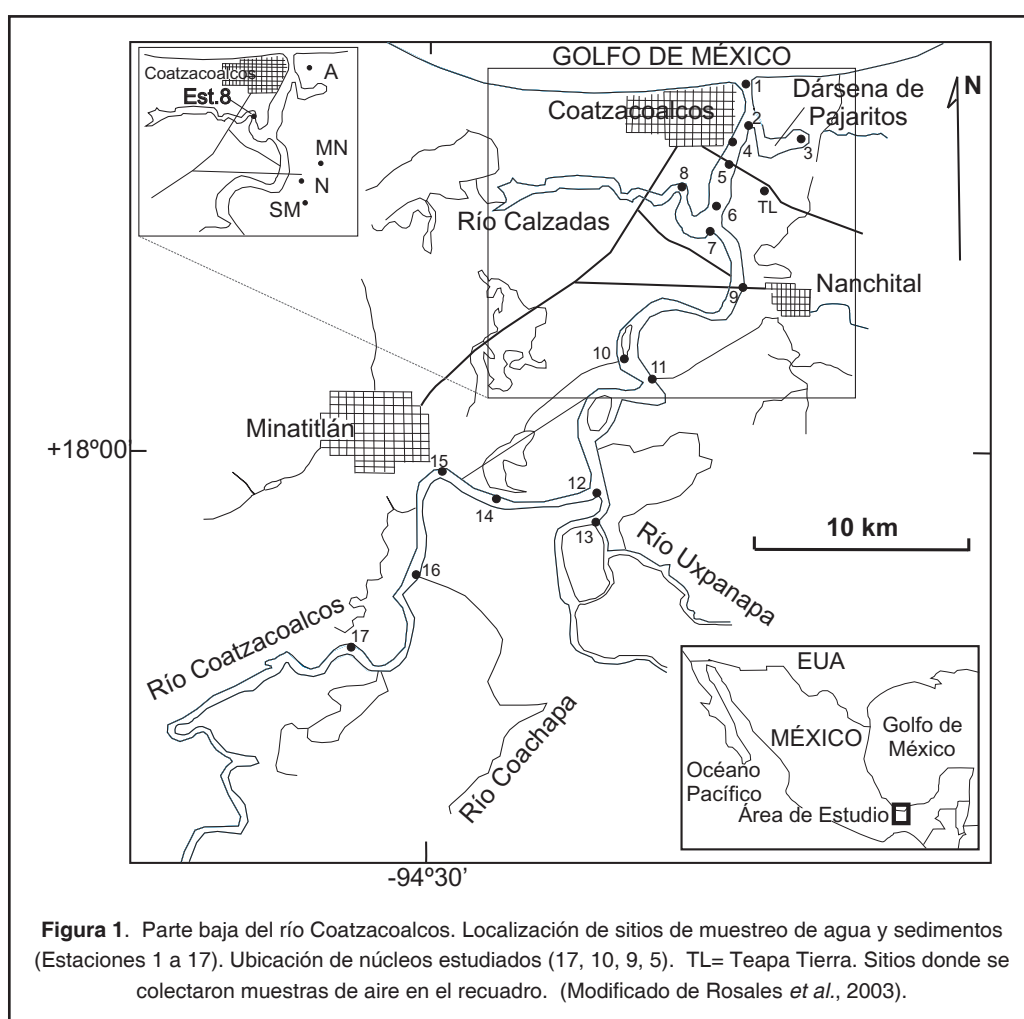 GOLFO DE MÉXICO
Coatzacoalcos
Est.8
A
MN
N
SM
Coatzacoalcos
Dársena de
Pajaritos
N
1
2
3
4
5
TL
6
7
8
Río Calzadas
9
Nanchital
10
11
Minatitlán
+18º00'
15
14
12
13
10 km
Río Uxpanapa
16
17
Río Coatzacoalcos
Río Coachapa
EUA
MÉXICO
Golfo de
México
Océano
Pacífico
Área de Estudio
-94º30'
Figura 1. Parte baja del río Coatzacoalcos. Localización de sitios de muestreo de agua y sedimentos
(Estaciones 1 a 17). Ubicación de núcleos estudiados (17, 10, 9, 5). TL= Teapa Tierra. Sitios donde se
colectaron muestras de aire en el recuadro. (Modificado de Rosales et al., 2003).